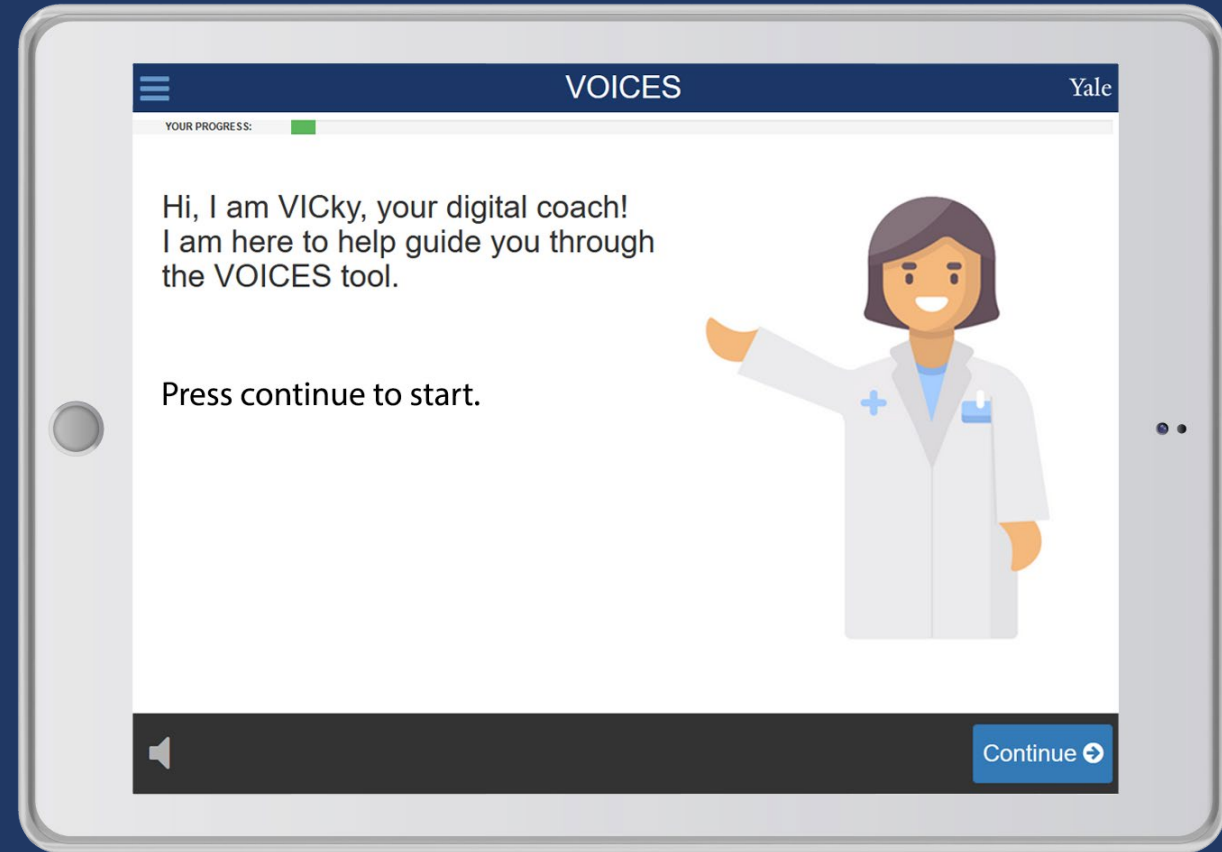 VOICES
Yale
YOUR PROGRESS:
Hi, I am VICky, your digital coach!
I am here to help guide you through
the VOICES tool.
Press continue to start.
Continue